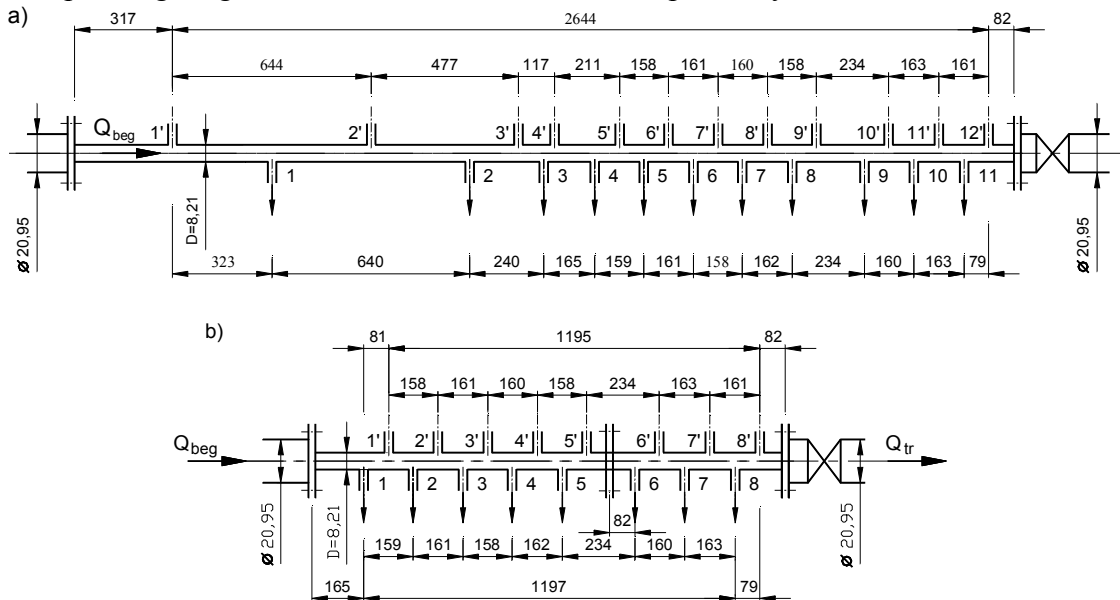 a)
317 2644 82
644 477 117 211 158 161 160 158 234 163 161
Q beg 1' 2' 3' 4' 5' 6' 7' 8' 9' 10' 11' 12'
1 2 3 4 5 6 7 8 9 10 11
ø 20,95 D=8,21 ø 20,95
323 640 240 165 159 161 158 162 234 160 163 79
b)
81 1195 82
158 161 160 158 234 163 161
Q beg 1' 2' 3' 4' 5' 6' 7' 8' Q tr
1 2 3 4 5 6 7 8
ø 20,95 D=8,21 82 ø 20,95
159 161 158 162 234 160 163
165 1197 79